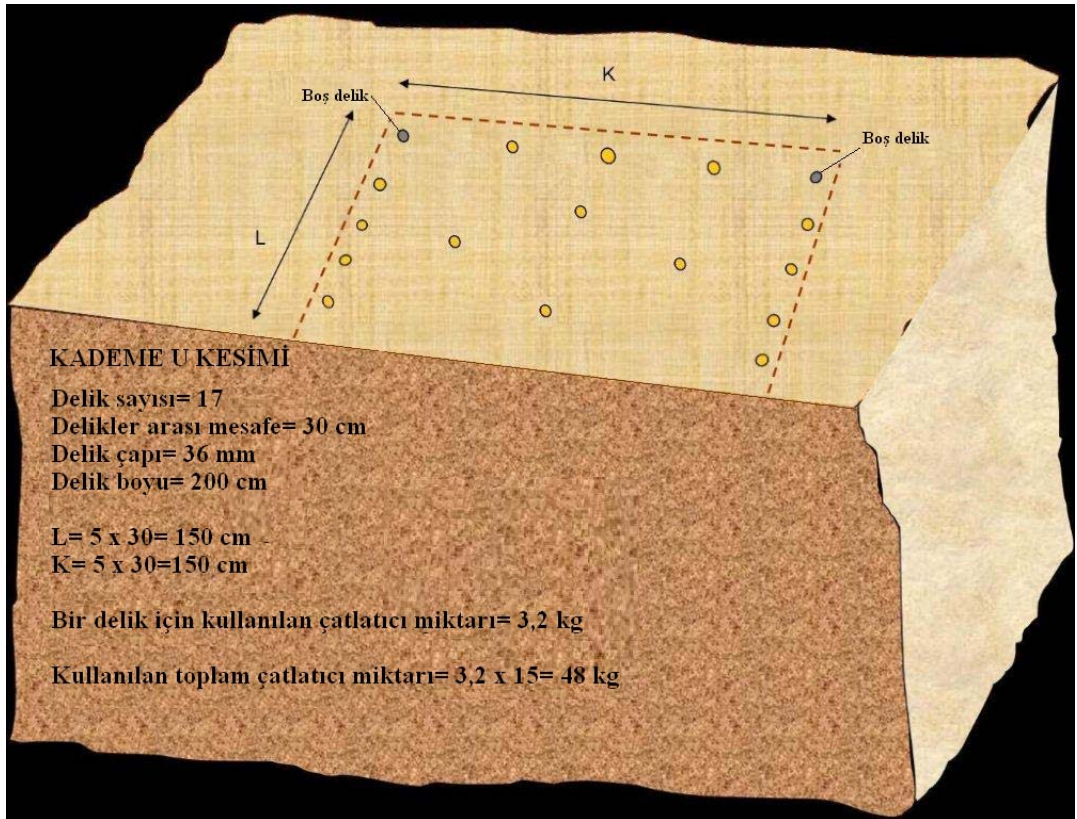 K
Boş delik
Boş delik
L
KADEME U KESİMİ
Delik sayısı= 17
Delikler arası mesafe= 30 cm
Delik çapı= 36 mm
Delik boyu= 200 cm
L= 5 x 30= 150 cm
K= 5 x 30=150 cm
Bir delik için kullanılan çatlatıcı miktarı= 3,2 kg
Kullanılan toplam çatlatıcı miktarı= 3,2 x 15= 48 kg